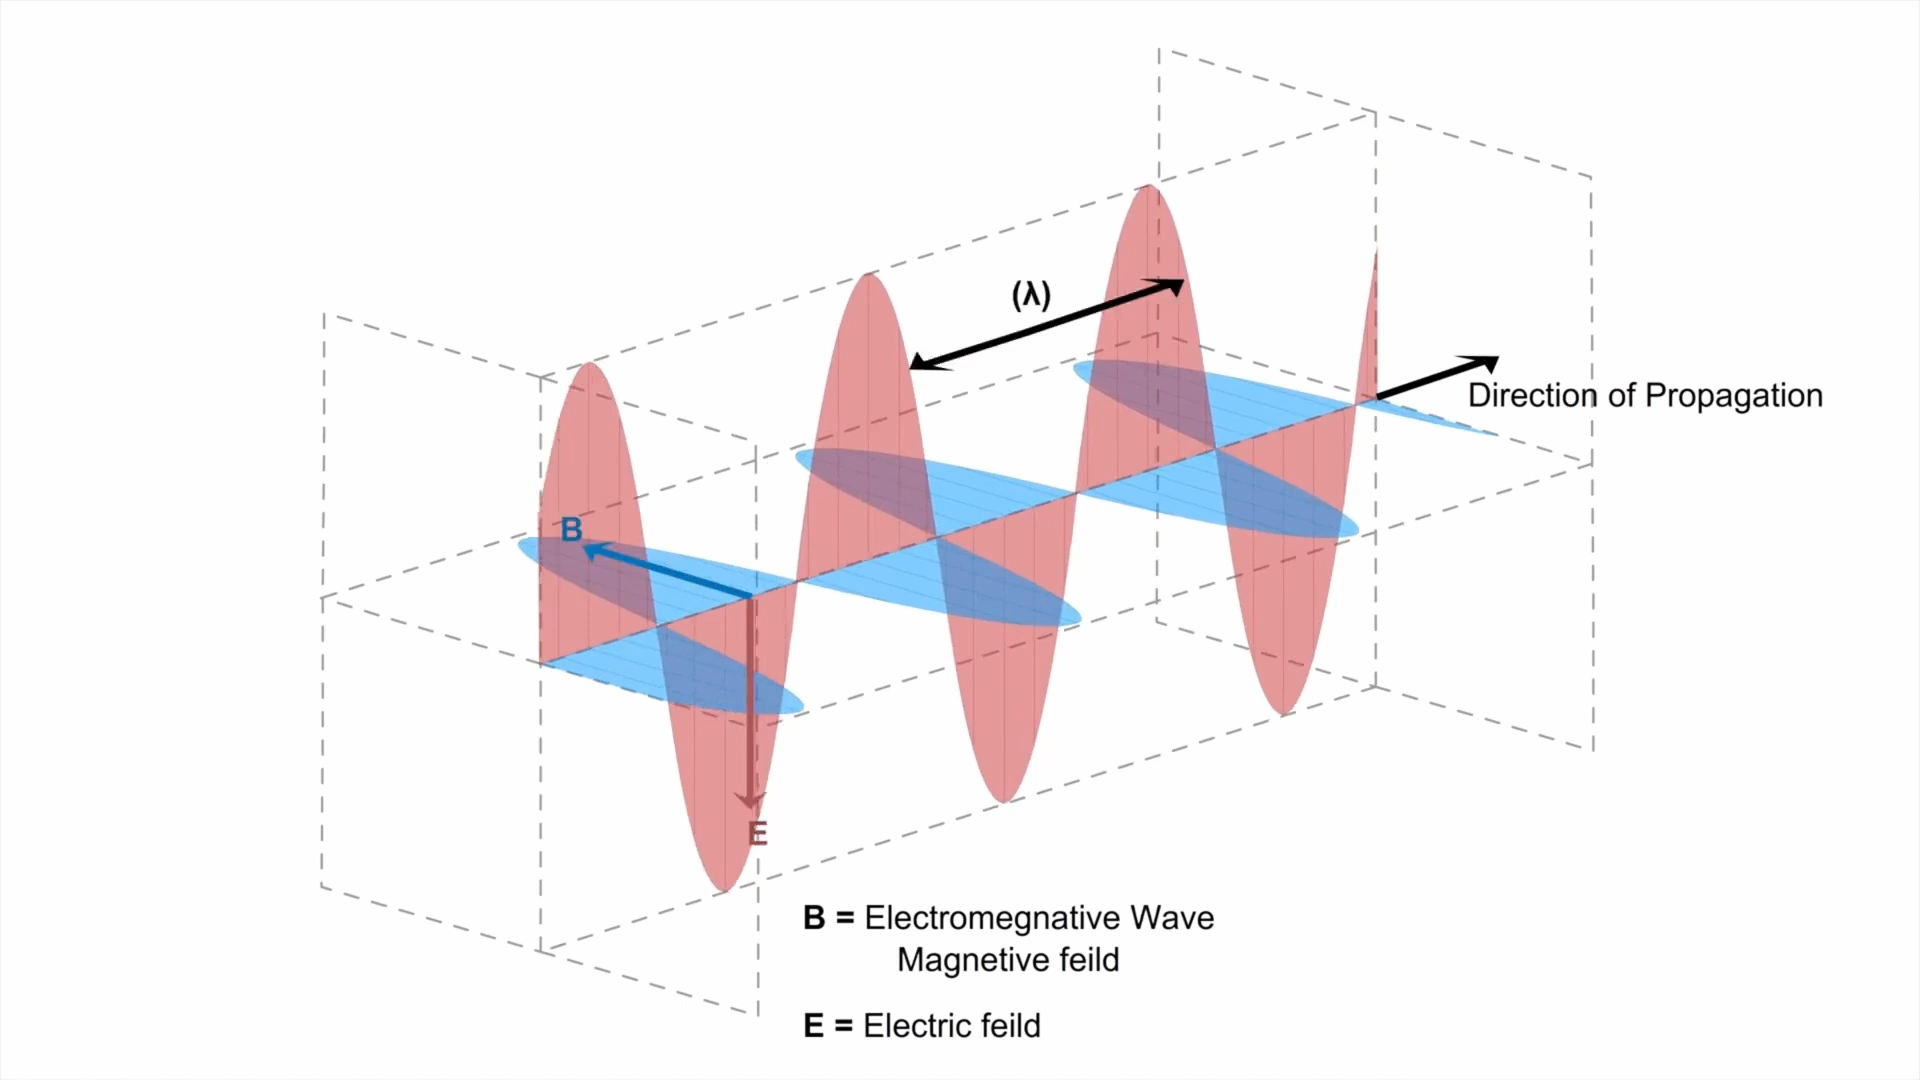 (λ)
Direction of Propagation
B
E
B = Electromegnative Wave
Magnetive feild
E = Electric feild